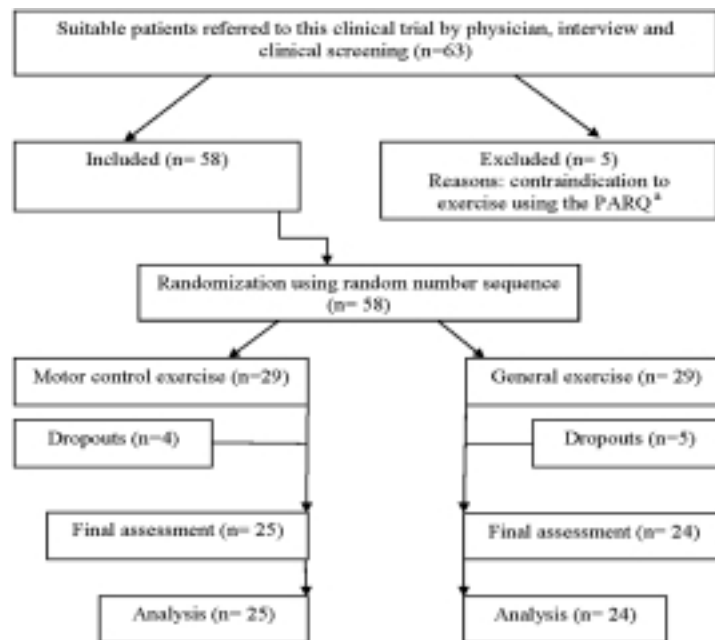 Suitable patients referred to this clinical trial by physician, interview and
clinical screening (n=63)
Included (n= 58)
Excluded (n= 5)
Reasons: contraindication to
exercise using the PARQᵃ
Randomization using random number sequence
(n= 58)
Motor control exercise (n=29)
General exercise (n= 29)
Dropouts (n=4)
Dropouts (n=5)
Final assessment (n= 25)
Final assessment (n= 24)
Analysis (n= 25)
Analysis (n= 24)